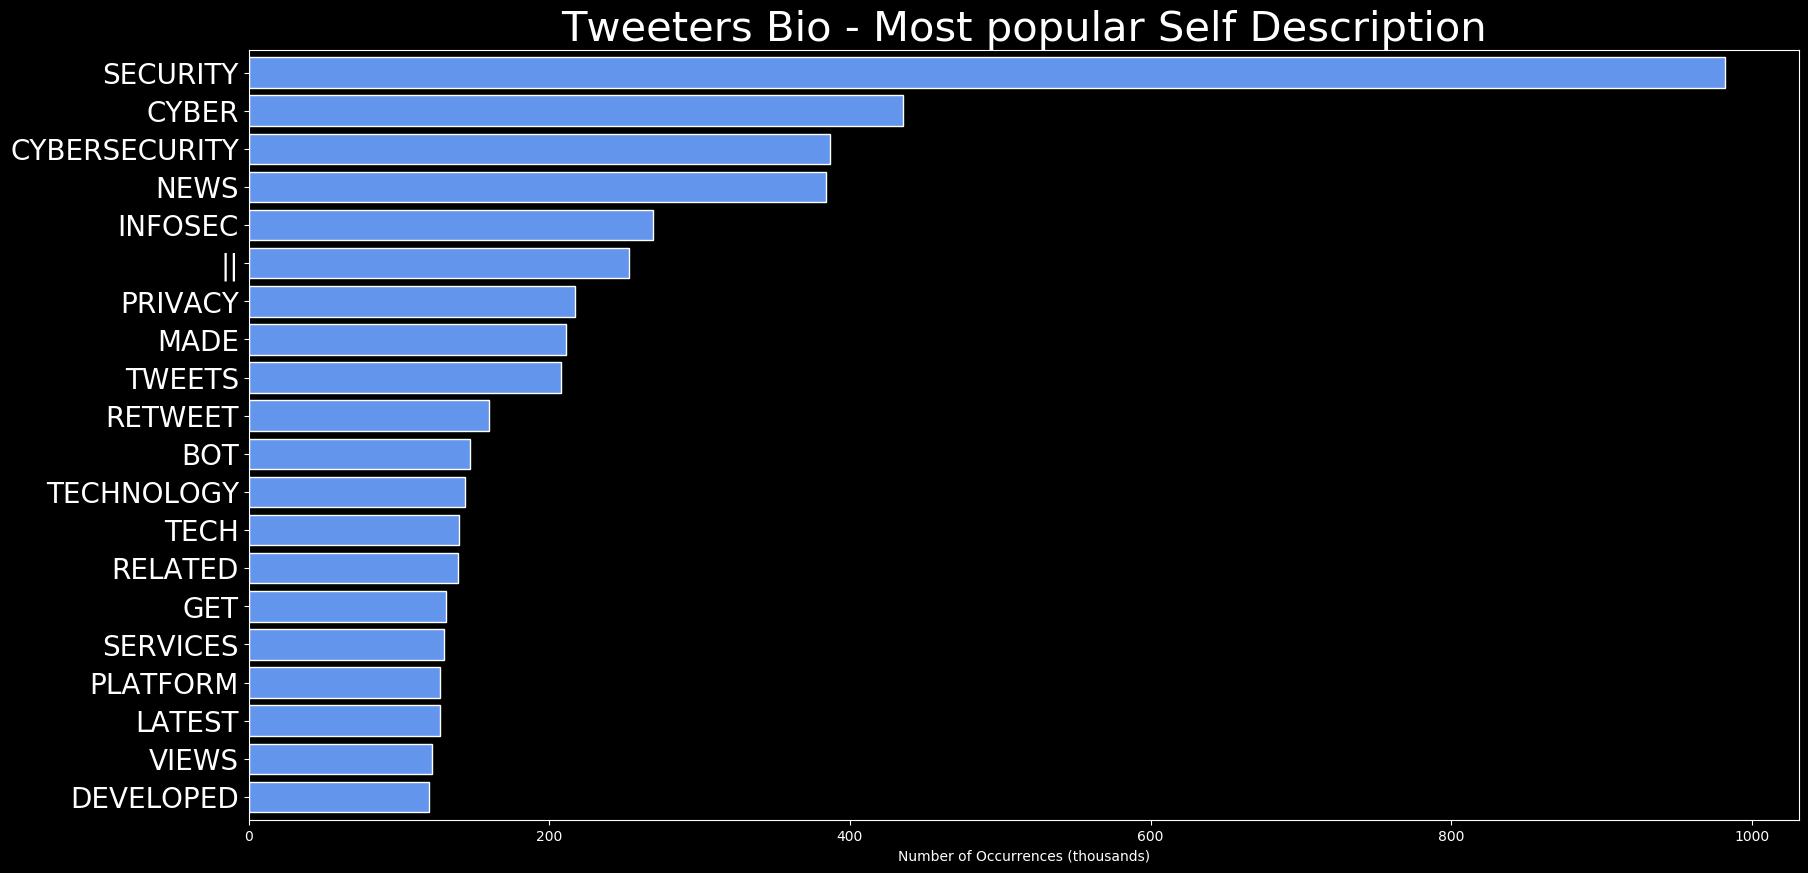 Tweeters Bio - Most popular Self Description
SECURITY
CYBER
CYBERSECURITY
NEWS
INFOSEC
||
PRIVACY
MADE
TWEETS
RETWEET
BOT
TECHNOLOGY
TECH
RELATED
GET
SERVICES
PLATFORM
LATEST
VIEWS
DEVELOPED
0 200 400 600 800 1000
Number of Occurrences (thousands)